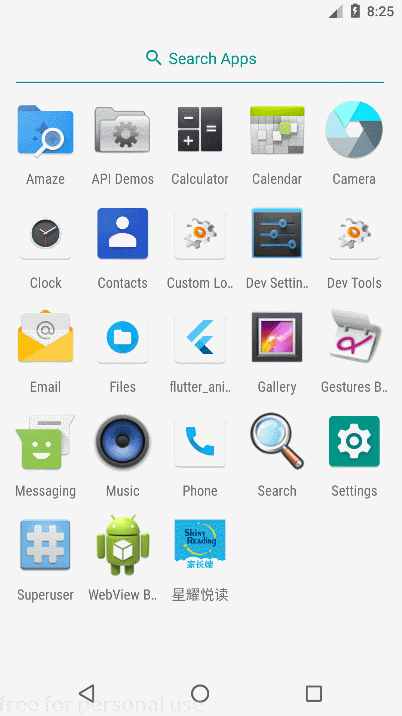 8:25
Search Apps
Amaze
API Demos
Calculator
Calendar
Camera
Clock
Contacts
Custom Lo..
Dev Settin..
Dev Tools
Email
Files
flutter_ani..
Gallery
Gestures B..
Messaging
Music
Phone
Search
Settings
Shiny
Reading
家长端
Superuser
WebView B..
星耀悦读
free for personal use